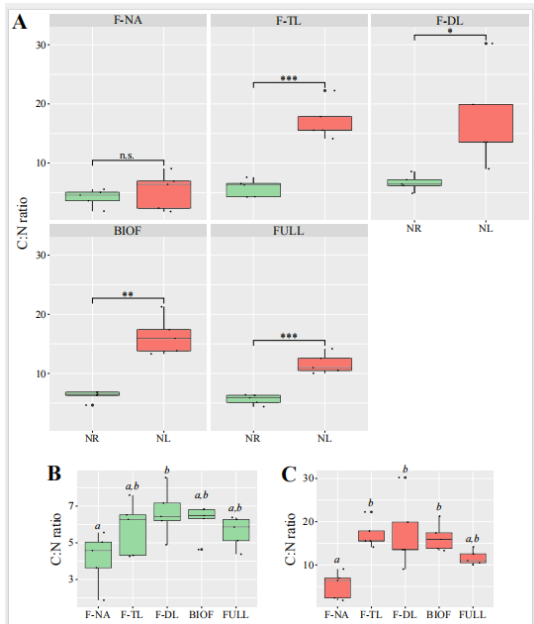 A
F-NA F-TL F-DL
30
20
10
n.s.
***
*
NR NL
BIOF FULL
30
20
10
**
***
NR NL NR NL
C:N ratio
B
C:N ratio
7
5
3
a
a,b
b
a,b
a,b
F-NA F-TL F-DL BIOF FULL
C
C:N ratio
30
20
10
a
b
b
b
a,b
F-NA F-TL F-DL BIOF FULL